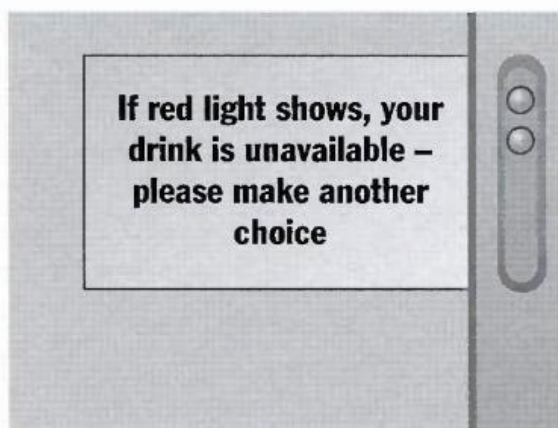 If red light shows, your
drink is unavailable –
please make another
choice